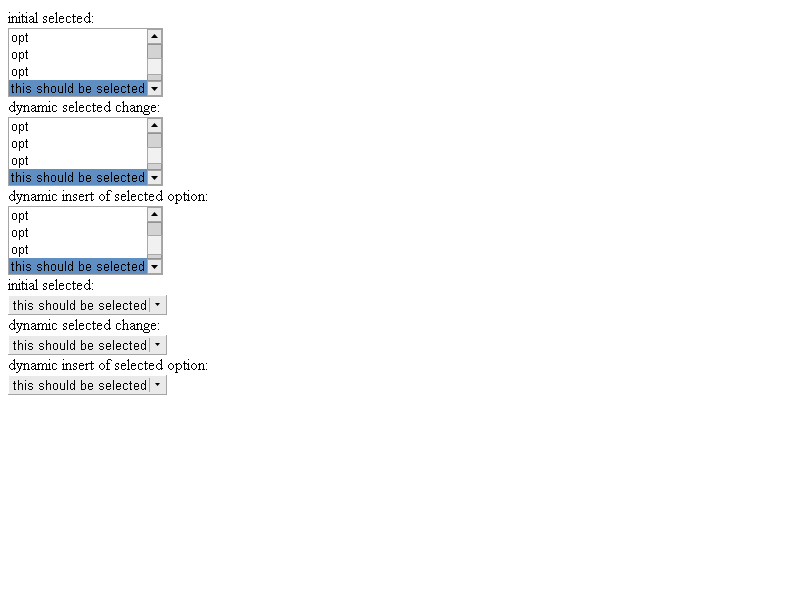 initial selected:
opt
opt
opt
this should be selected
dynamic selected change:
opt
opt
opt
this should be selected
dynamic insert of selected option:
opt
opt
opt
this should be selected
initial selected:
this should be selected
dynamic selected change:
this should be selected
dynamic insert of selected option:
this should be selected